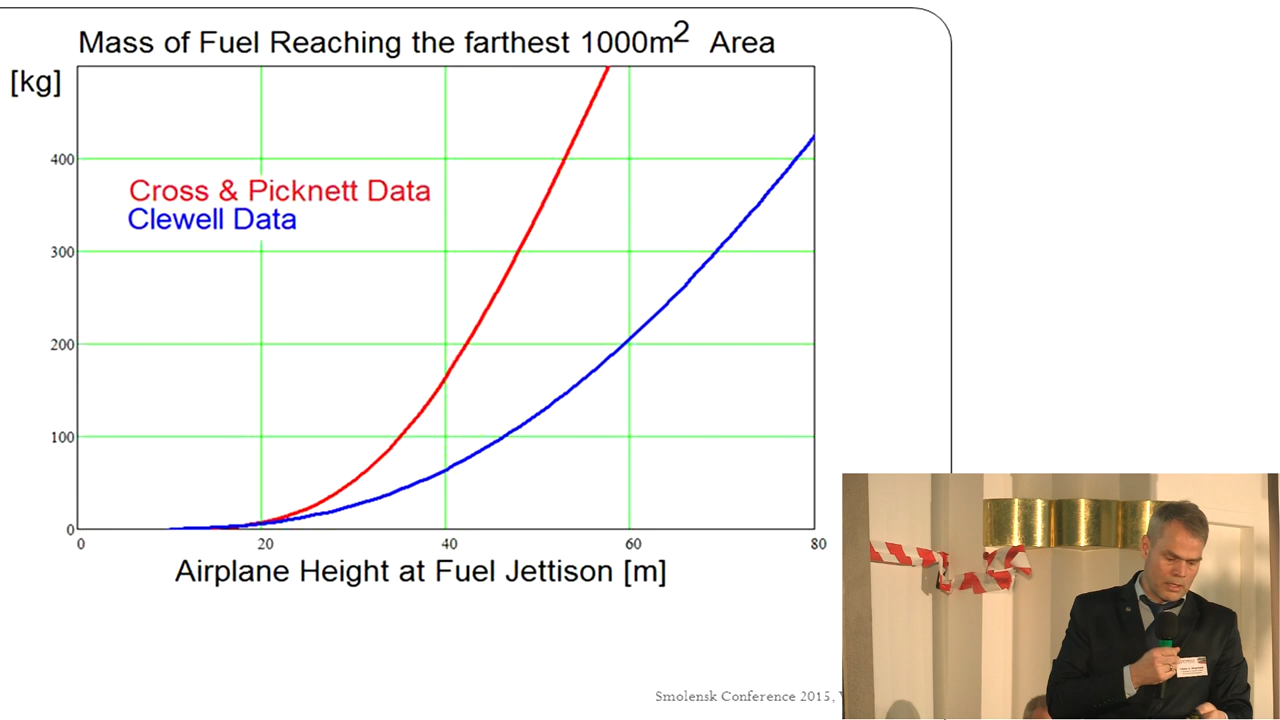 Mass of Fuel Reaching the farthest 1000m² Area
[kg]
400
Cross & Picknett Data
Clewell Data
300
200
100
0
0 20 40 60 80
Airplane Height at Fuel Jettison [m]
Smolensk Conference 2015,